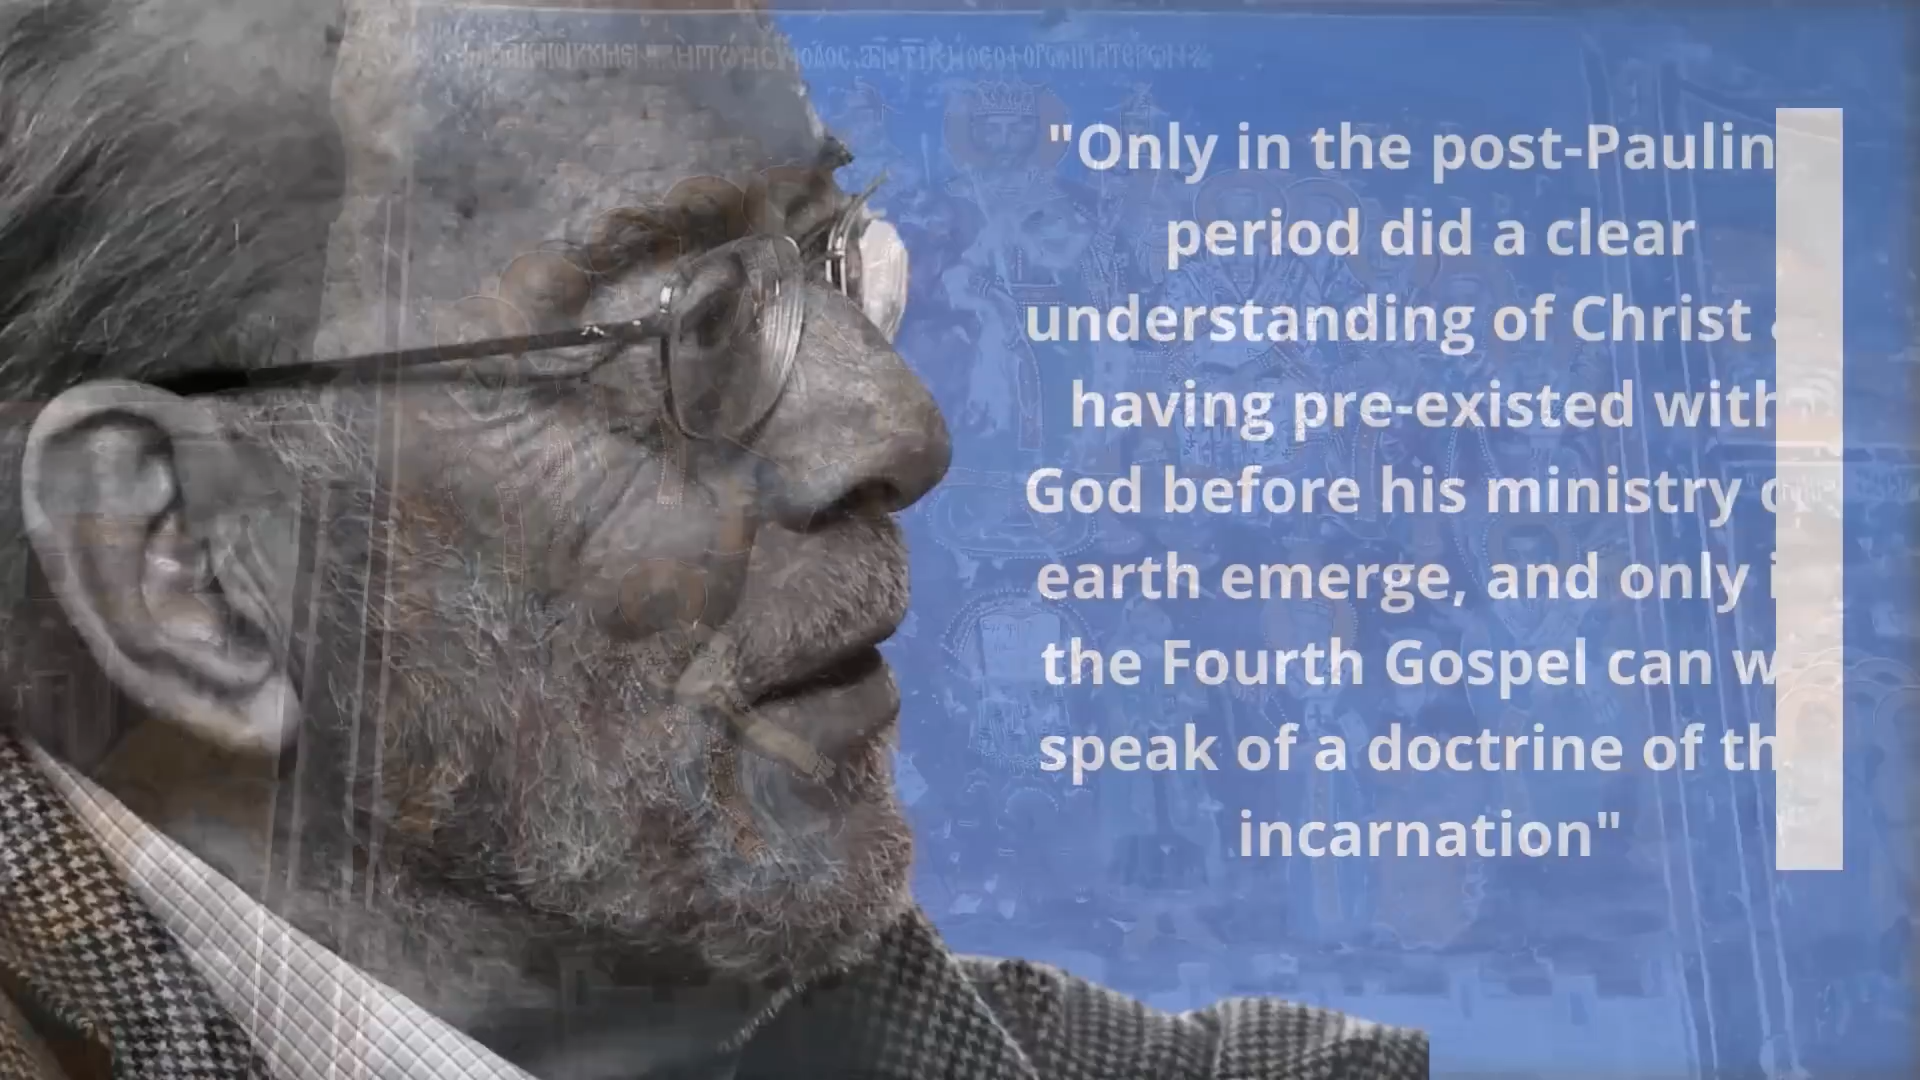 "Only in the post-Paulin
period did a clear
understanding of Christ
having pre-existed with
God before his ministry
earth emerge, and only
the Fourth Gospel can
speak of a doctrine of
incarnation"